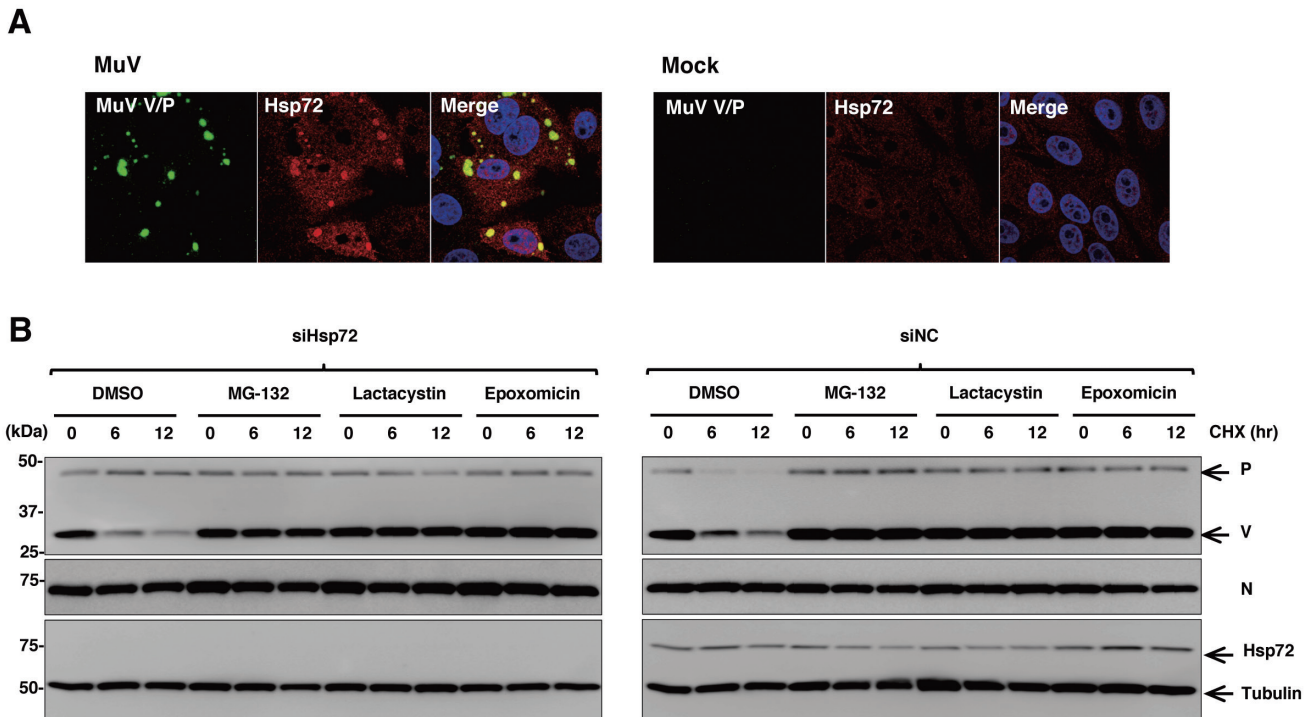 A
MuV
Mock
MuV V/P Hsp72 Merge
MuV V/P Hsp72 Merge
B
siHsp72
siNC
DMSO MG-132 Lactacystin Epoxomicin
DMSO MG-132 Lactacystin Epoxomicin
(kDa) 0 6 12 0 6 12 0 6 12 0 6 12
0 6 12 0 6 12 0 6 12 0 6 12 CHX (hr)
50-
P
37-
V
25-
75-
N
75-
Hsp72
50-
Tubulin